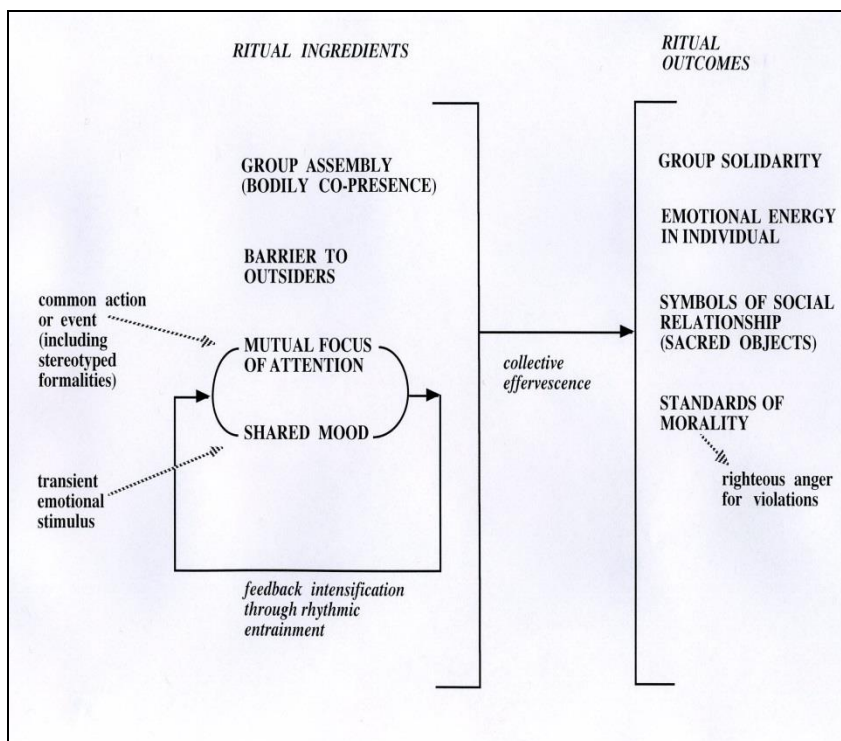 RITUAL INGREDIENTS
GROUP ASSEMBLY
(BODILY CO-PRESENCE)
BARRIER TO
OUTSIDERS
common action
or event
(including
stereotyped
formalities)
MUTUAL FOCUS
OF ATTENTION
SHARED MOOD
transient
emotional
stimulus
feedback intensification
through rhythmic
entrainment
collective
effervescence
RITUAL
OUTCOMES
GROUP SOLIDARITY
EMOTIONAL ENERGY
IN INDIVIDUAL
SYMBOLS OF SOCIAL
RELATIONSHIP
(SACRED OBJECTS)
STANDARDS OF
MORALITY
righteous anger
for violations